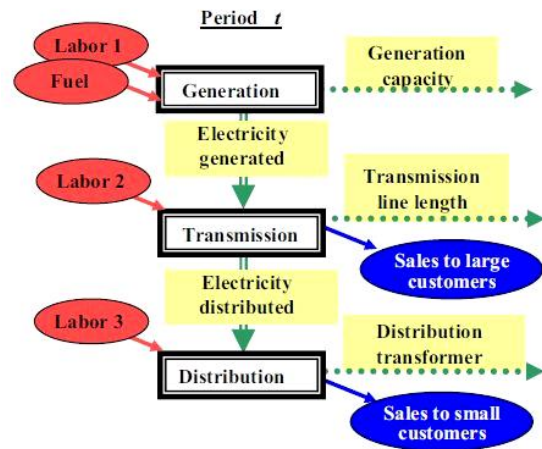 Period t
Labor 1
Fuel
Generation
Generation
capacity
Electricity
generated
Labor 2
Transmission
Transmission
line length
Sales to large
customers
Electricity
distributed
Labor 3
Distribution
Distribution
transformer
Sales to small
customers